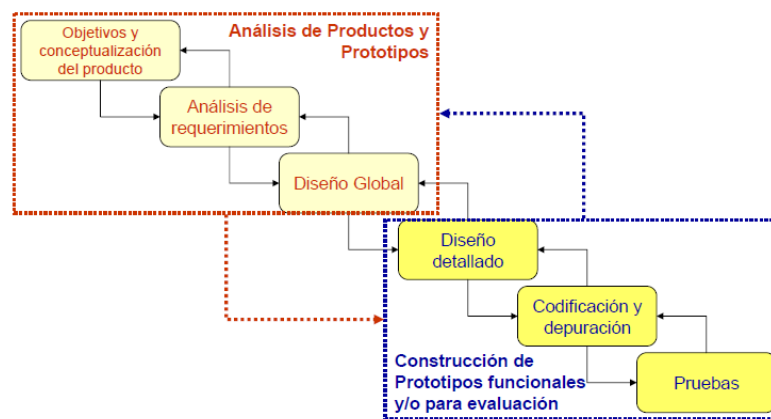 Objetivos y
conceptualización
del producto
Análisis de Productos y
Prototipos
Análisis de
requerimientos
Diseño Global
Diseño
detallado
Codificación y
depuración
Pruebas
Construcción de
Prototipos funcionales
y/o para evaluación